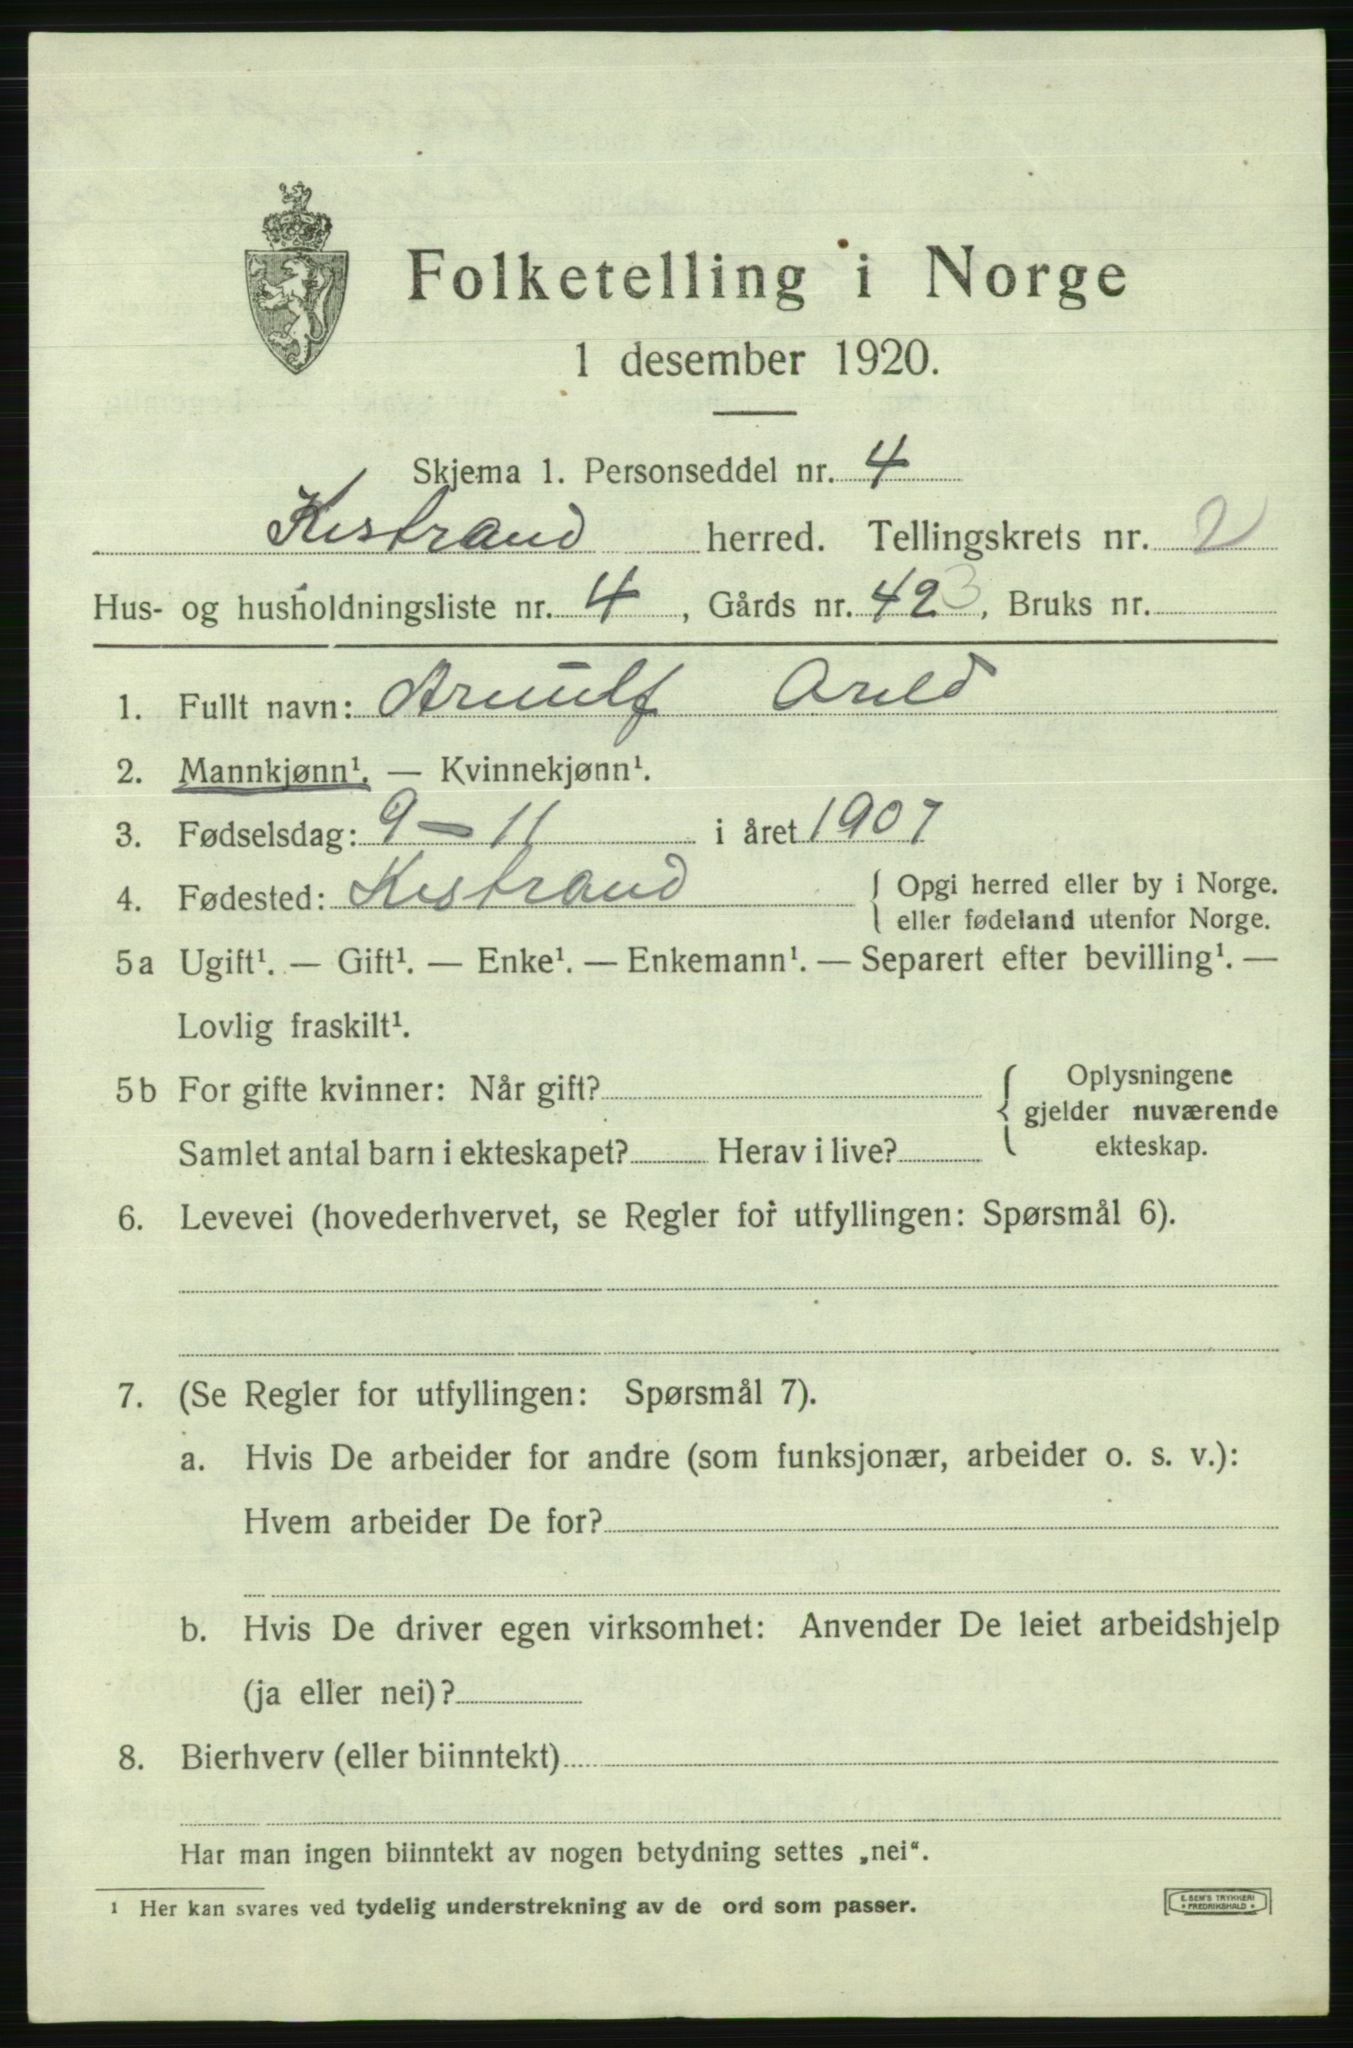 Folketelling i Norge
1 desember 1920.
Skjema 1. Personseddel nr. 4
Kistrand herred. Tellingskrets nr. 2
Hus- og husholdningsliste nr. 4, Gårds nr. 423, Bruks nr.
1. Fullt navn: Arnulf Arild
2. Mannkjønn¹. — Kvinnekjønn¹.
3. Fødselsdag: 9 – 11 i året 1907
4. Fødested: Kistrand { Opgi herred eller by i Norge.
eller fødeland utenfor Norge.
5a Ugift¹. — Gift¹. — Enke¹. — Enkemann¹. — Separert efter bevilling¹. —
Lovlig fraskilt¹.
5b For gifte kvinner: Når gift? { Oplysningene
gjelder nuværende
Samlet antal barn i ekteskapet? Herav i live? ekteskap.
6. Levevei (hovederhvervet, se Regler for utfyllingen: Spørsmål 6).
7. (Se Regler for utfyllingen: Spørsmål 7).
a. Hvis De arbeider for andre (som funksjonær, arbeider o. s. v.):
Hvem arbeider De for?
b. Hvis De driver egen virksomhet: Anvender De leiet arbeidshjelp
(ja eller nei)?
8. Bierhverv (eller biinntekt)
Har man ingen biinntekt av nogen betydning settes „nei“.
¹ Her kan svares ved tydelig understrekning av de ord som passer.
E. SEM'S TRYKKERI
* FREDRIKSHALD *